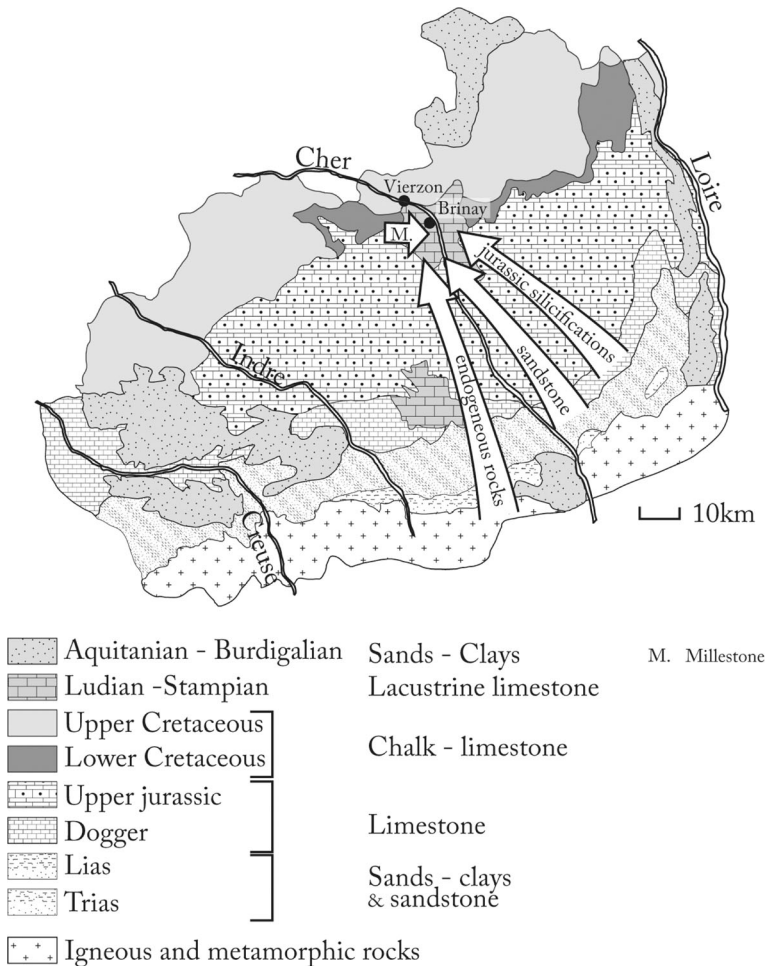 Cher
Vierzon
Brinay
M.
Loire
jurassic silicifications
sandstone
endogeneous rocks
Indre
Creuse
10km
Aquitanian - Burdigalian
Sands - Clays
M. Millestone
Ludian -Stampian
Lacustrine limestone
Upper Cretaceous
Lower Cretaceous
Chalk - limestone
Upper jurassic
Dogger
Limestone
Lias
Trias
Sands - clays
& sandstone
Igneous and metamorphic rocks